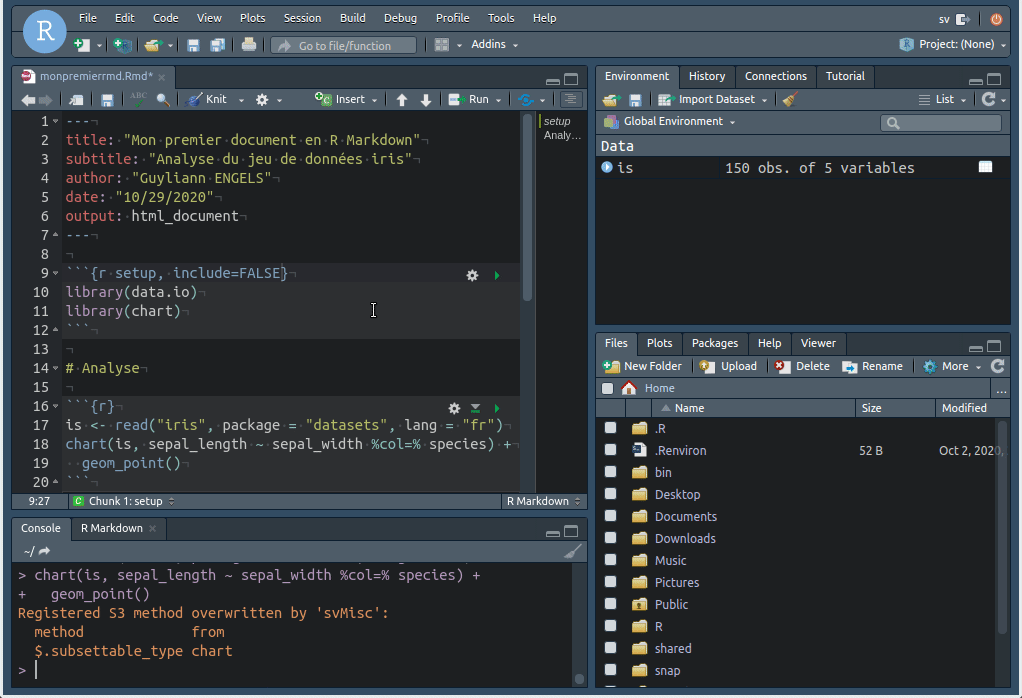 R
File Edit Code View Plots Session Build Debug Profile Tools Help
sv
Go to file/function
Addins
Project: (None)
monpremierrmd.Rmd*
ABC
Knit
Insert
Run
1 ---
2 title: "Mon premier document en R Markdown"
3 subtitle: "Analyse du jeu de données iris"
4 author: "Guyliann ENGELS"
5 date: "10/29/2020"
6 output: html_document
7 ---
8
9 ```{r setup, include=FALSE}
10 library(data.io)
11 library(chart)
12 ```
13
14 # Analyse
15
16 ```{r}
17 is <- read("iris", package = "datasets", lang = "fr")
18 chart(is, sepal_length ~ sepal_width %col=% species) +
19   geom_point()
20 ```
setup
Analy...
9:27
C Chunk 1: setup
R Markdown
Console R Markdown
~/
> chart(is, sepal_length ~ sepal_width %col=% species) +
+   geom_point()
Registered S3 method overwritten by 'svMisc':
  method             from
  $.subsettable_type chart
>
Environment History Connections Tutorial
Import Dataset
List
Global Environment
Data
is 150 obs. of 5 variables
Files Plots Packages Help Viewer
New Folder Upload Delete Rename More
Home
...
Name Size Modified
.R
.Renviron 52 B Oct 2, 2020,
bin
Desktop
Documents
Downloads
Music
Pictures
Public
R
shared
snap